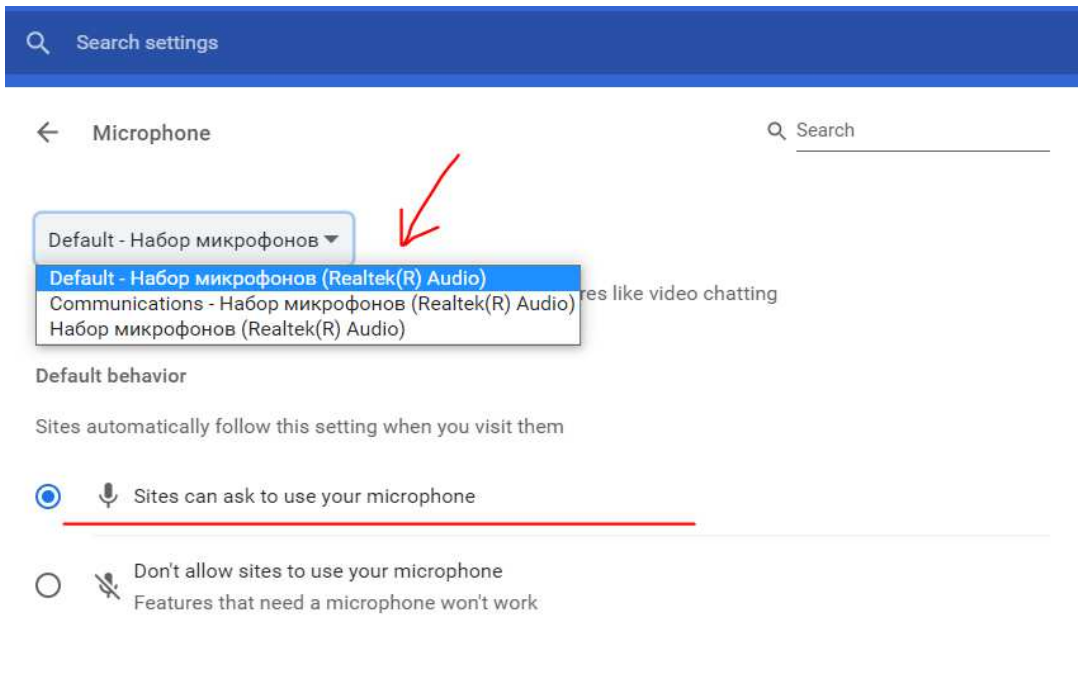 Search settings
Microphone
Search
Default - Набор микрофонов
Default - Набор микрофонов (Realtek(R) Audio)
Communications - Набор микрофонов (Realtek(R) Audio)
Набор микрофонов (Realtek(R) Audio)
like video chatting
Default behavior
Sites automatically follow this setting when you visit them
Sites can ask to use your microphone
Don't allow sites to use your microphone
Features that need a microphone won't work